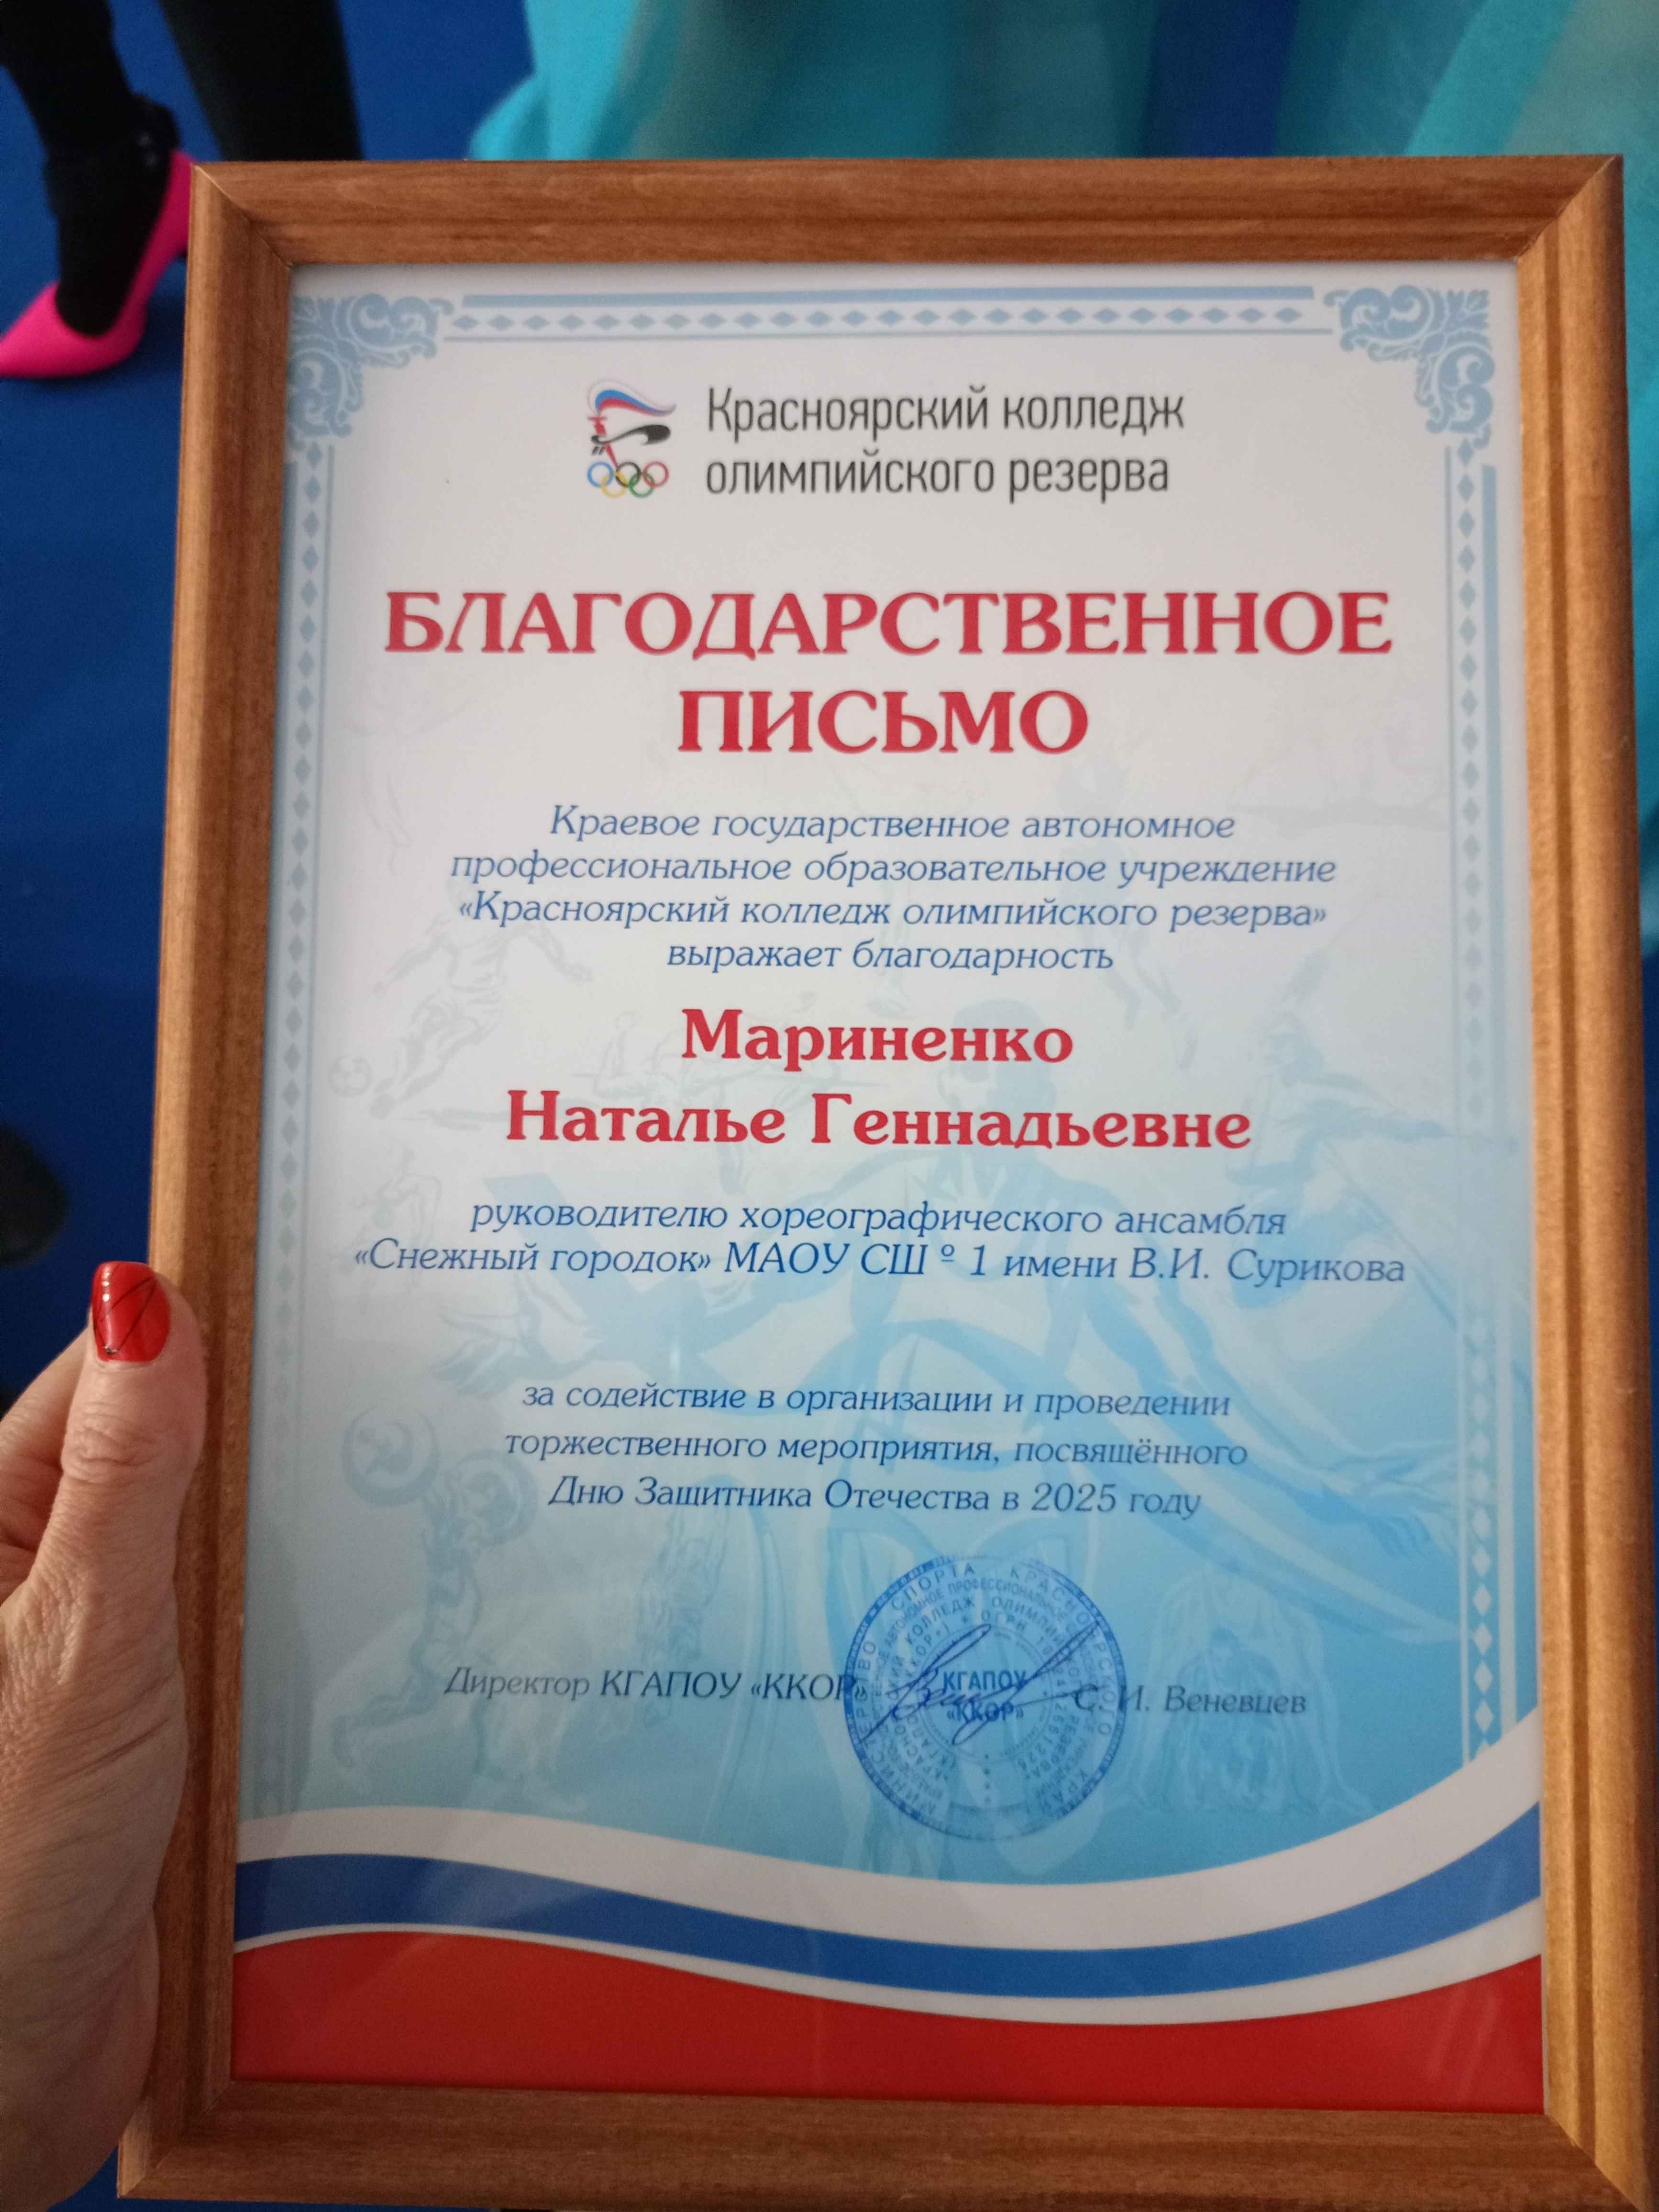 Красноярский колледж
олимпийского резерва
БЛАГОДАРСТВЕННОЕ
ПИСЬМО
Краевое государственное автономное
профессиональное образовательное учреждение
«Красноярский колледж олимпийского резерва»
выражает благодарность
Мариненко
Наталье Геннадьевне
руководителю хореографического ансамбля
«Снежный городок» МАОУ СШ º 1 имени В.И. Сурикова
за содействие в организации и проведении
торжественного мероприятия, посвящённого
Дню Защитника Отечества в 2025 году
Директор КГАПОУ «ККОР»
С. И. Веневцев
КГАПОУ
«ККОР»